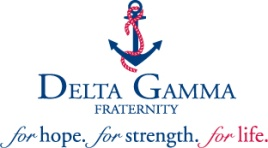 DELTA GAMMA
FRATERNITY
for hope. for strength. for life.